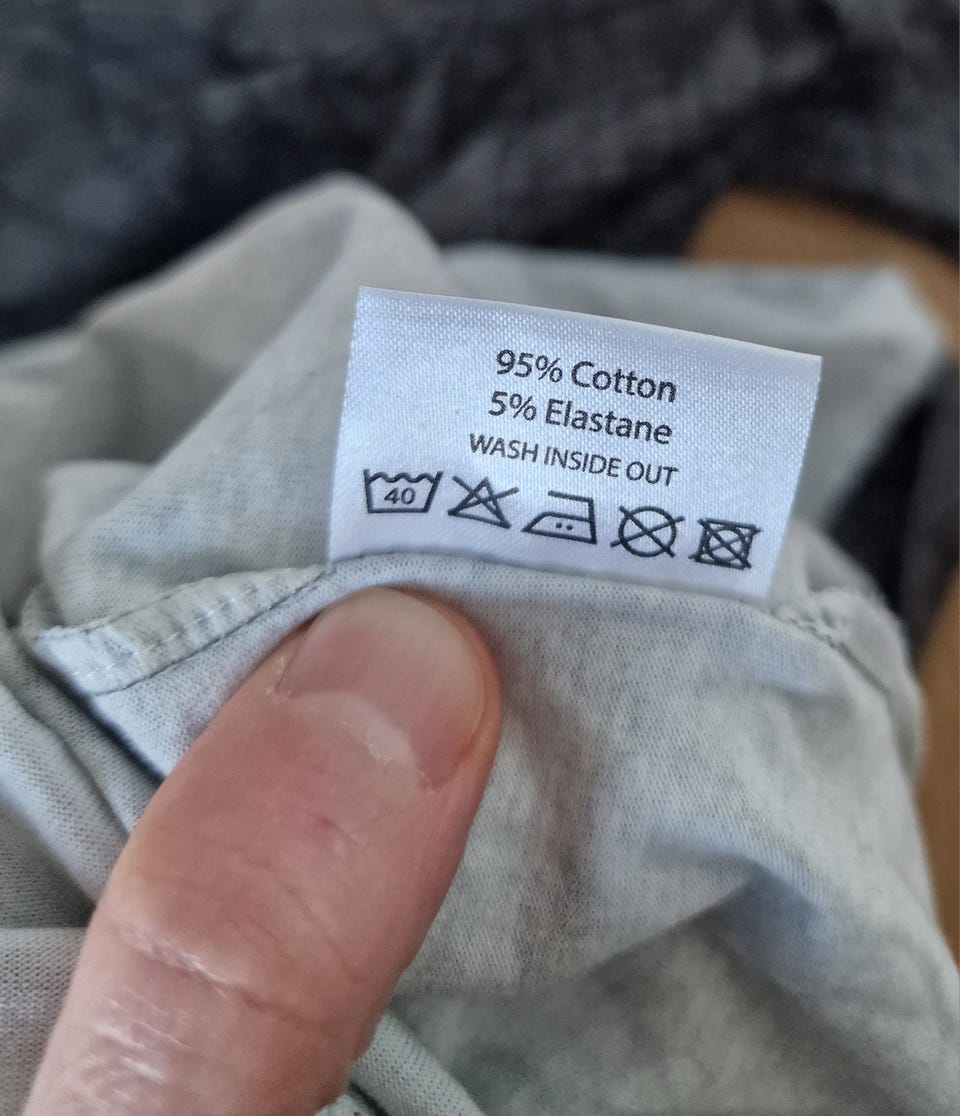 95% Cotton
5% Elastane
WASH INSIDE OUT
40